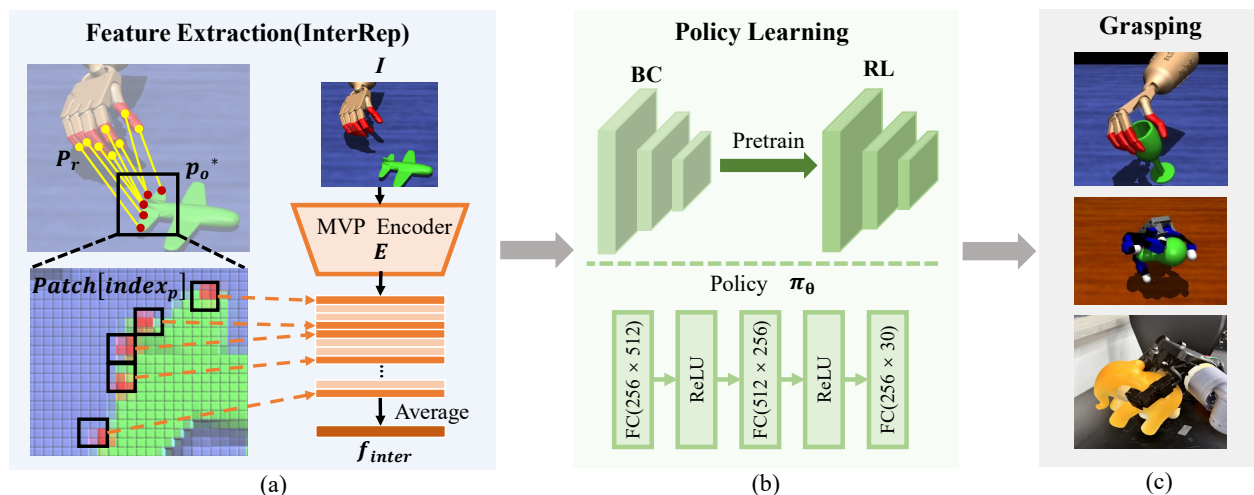 Feature Extraction(InterRep)
I
P_r
p_o*
MVP Encoder
E
Patch[index_p]
⋮
Average
f_inter
(a)
Policy Learning
BC
RL
Pretrain
Policy π_θ
FC(256 × 512)
ReLU
FC(512 × 256)
ReLU
FC(256 × 30)
(b)
Grasping
(c)